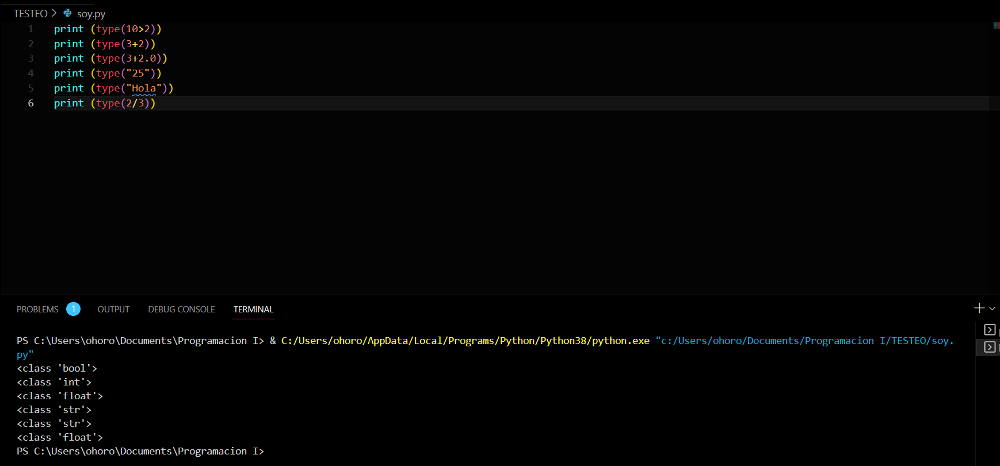 TESTEO > soy.py
1 print (type(10>2))
2 print (type(3+2))
3 print (type(3+2.0))
4 print (type("25"))
5 print (type("Hola"))
6 print (type(2/3))
PROBLEMS 1 OUTPUT DEBUG CONSOLE TERMINAL
PS C:\Users\ohoro\Documents\Programacion I> & C:/Users/ohoro/AppData/Local/Programs/Python/Python38/python.exe "c:/Users/ohoro/Documents/Programacion I/TESTEO/soy.
py"
<class 'bool'>
<class 'int'>
<class 'float'>
<class 'str'>
<class 'str'>
<class 'float'>
PS C:\Users\ohoro\Documents\Programacion I>